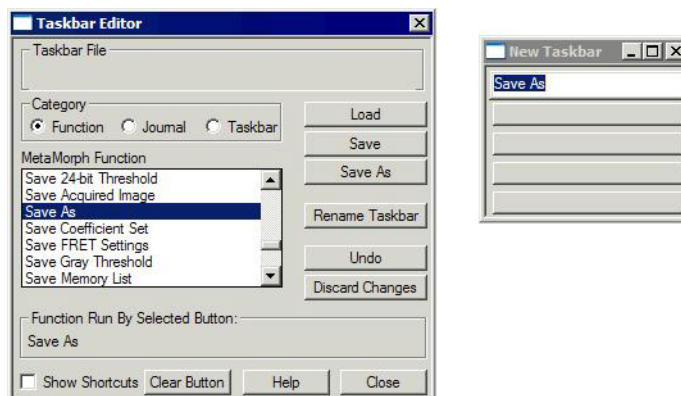 Taskbar Editor
Taskbar File
Category
Function Journal Taskbar
MetaMorph Function
Save 24-bit Threshold
Save Acquired Image
Save As
Save Coefficient Set
Save FRET Settings
Save Gray Threshold
Save Memory List
Load
Save
Save As
Rename Taskbar
Undo
Discard Changes
Function Run By Selected Button:
Save As
Show Shortcuts Clear Button Help Close
New Taskbar
Save As